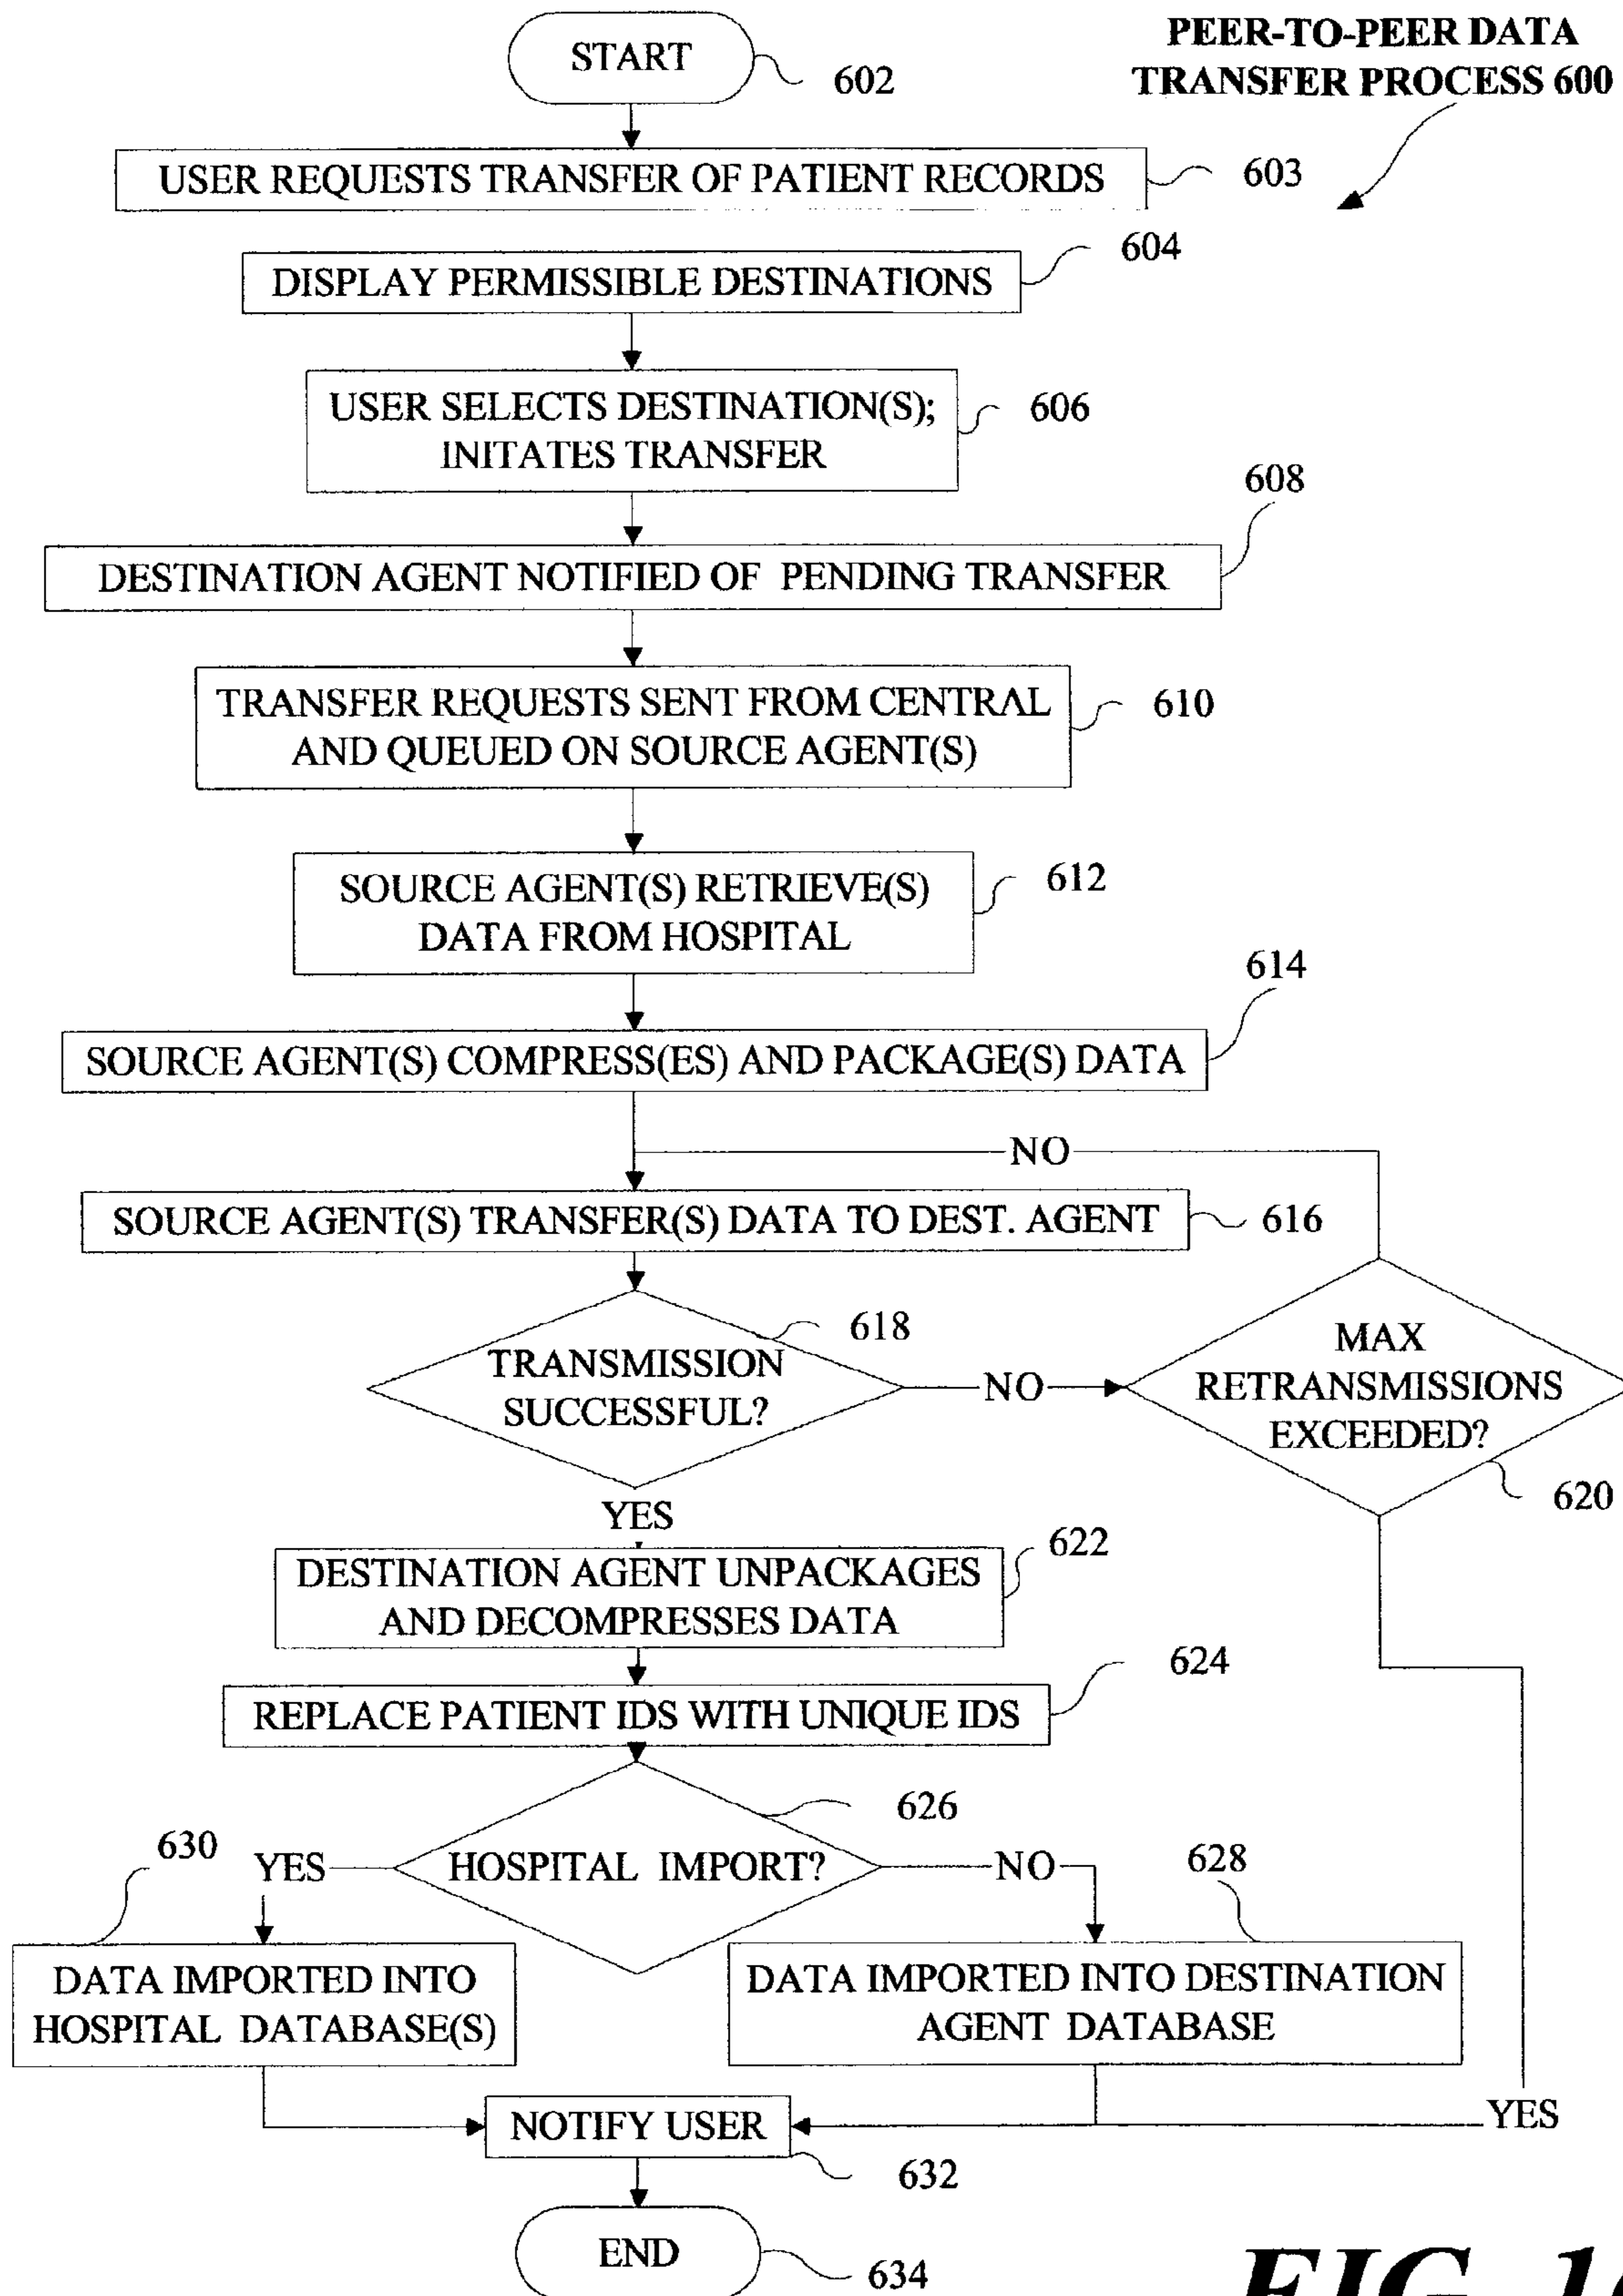 START
602
PEER-TO-PEER DATA
TRANSFER PROCESS 600
USER REQUESTS TRANSFER OF PATIENT RECORDS
603
604
DISPLAY PERMISSIBLE DESTINATIONS
USER SELECTS DESTINATION(S);
INITATES TRANSFER
606
608
DESTINATION AGENT NOTIFIED OF PENDING TRANSFER
TRANSFER REQUESTS SENT FROM CENTRAL
AND QUEUED ON SOURCE AGENT(S)
610
SOURCE AGENT(S) RETRIEVE(S)
DATA FROM HOSPITAL
612
614
SOURCE AGENT(S) COMPRESS(ES) AND PACKAGE(S) DATA
NO
SOURCE AGENT(S) TRANSFER(S) DATA TO DEST. AGENT
616
618
TRANSMISSION
SUCCESSFUL?
NO
MAX
RETRANSMISSIONS
EXCEEDED?
620
YES
622
DESTINATION AGENT UNPACKAGES
AND DECOMPRESSES DATA
624
REPLACE PATIENT IDS WITH UNIQUE IDS
626
HOSPITAL IMPORT?
630
YES
NO
628
DATA IMPORTED INTO
HOSPITAL DATABASE(S)
DATA IMPORTED INTO DESTINATION
AGENT DATABASE
YES
NOTIFY USER
632
END
634
FIG. 1